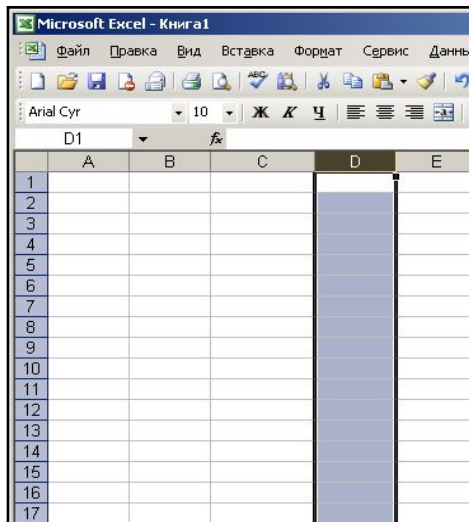 Microsoft Excel - Книга1
Файл Правка Вид Вставка Формат Сервис Данны
ABC
Arial Cyr 10 Ж К Ч a
D1 fx
A B C D E
1
2
3
4
5
6
7
8
9
10
11
12
13
14
15
16
17